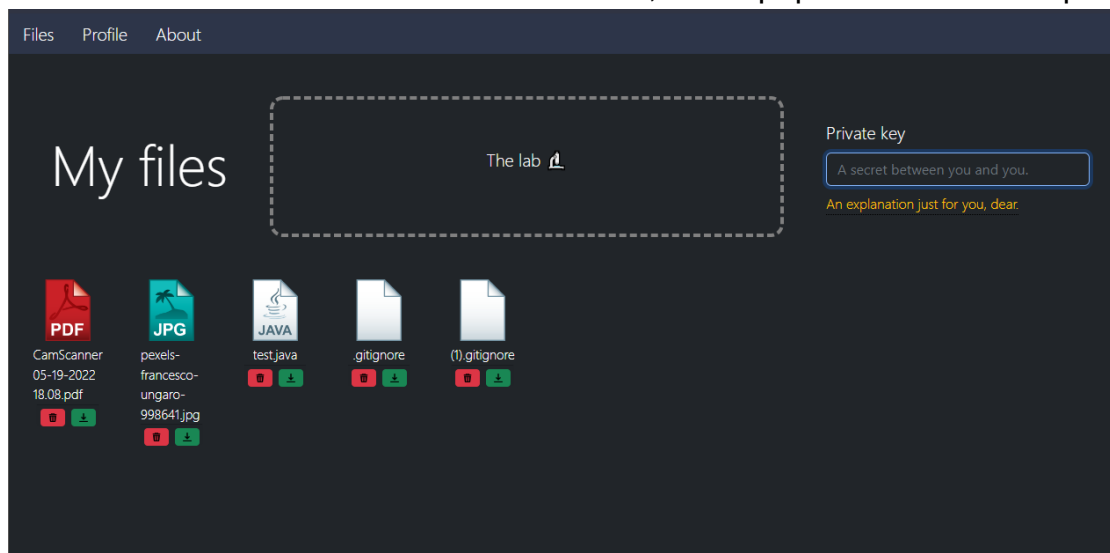 Files Profile About
My files
The lab
Private key
A secret between you and you.
An explanation just for you, dear.
PDF
JPG
JAVA
CamScanner
05-19-2022
18.08.pdf
pexels-
francesco-
ungaro-
998641.jpg
test.java
.gitignore
(1).gitignore